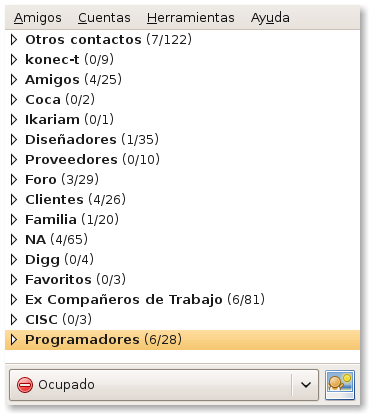 Amigos Cuentas Herramientas Ayuda
Otros contactos (7/122)
konec-t (0/9)
Amigos (4/25)
Coca (0/2)
Ikariam (0/1)
Diseñadores (1/35)
Proveedores (0/10)
Foro (3/29)
Clientes (4/26)
Familia (1/20)
NA (4/65)
Digg (0/4)
Favoritos (0/3)
Ex Compañeros de Trabajo (6/81)
CISC (0/3)
Programadores (6/28)
Ocupado